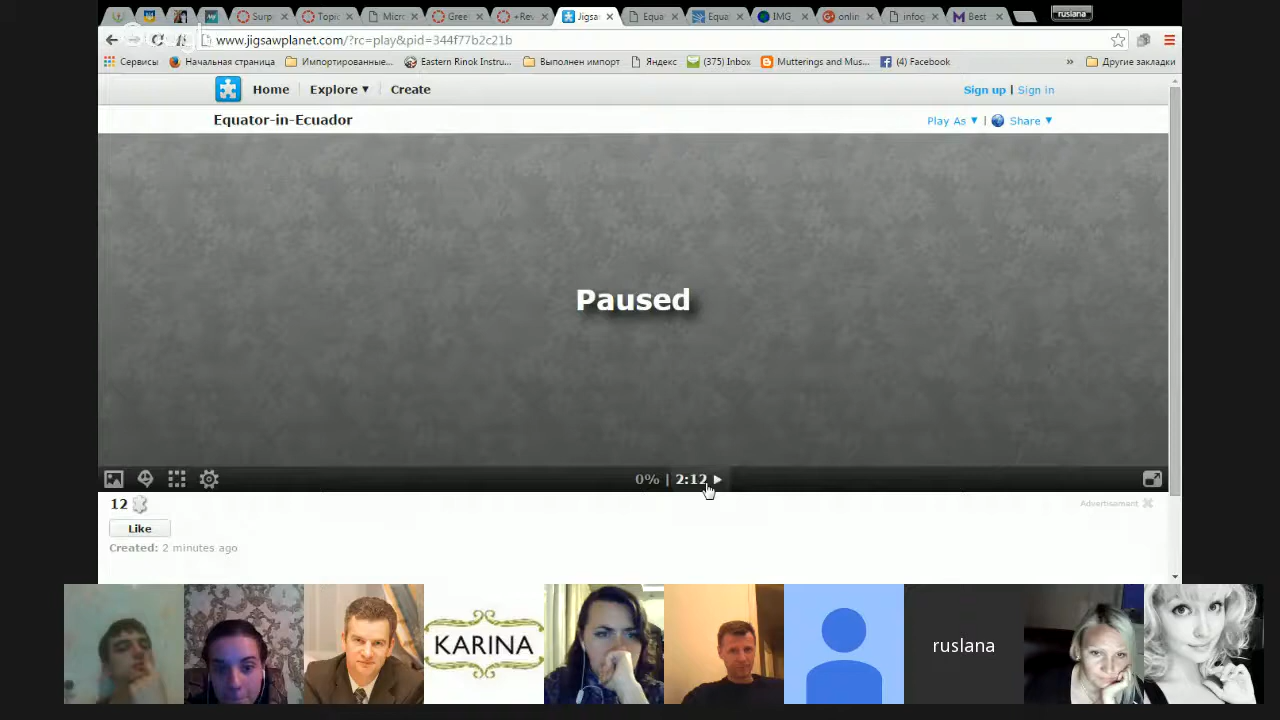 Surp
Topi
Micr
Gree
+Re
Jigsa
Equa
Equa
IMG_
onlin
infog
Best
ruslana
www.jigsawplanet.com/?rc=play&pid=344f77b2c21b
Сервисы
Начальная страница
Импортированные...
Eastern Rinok Instru...
Выполнен импорт
Яндекс
(375) Inbox
Mutterings and Mus...
(4) Facebook
»
Другие закладки
Home
Explore ▼
Create
Sign up | Sign in
Equator-in-Ecuador
Play As ▼ | Share ▼
Paused
0% | 2:12
12
Advertisement
Like
Created: 2 minutes ago
KARINA
ruslana